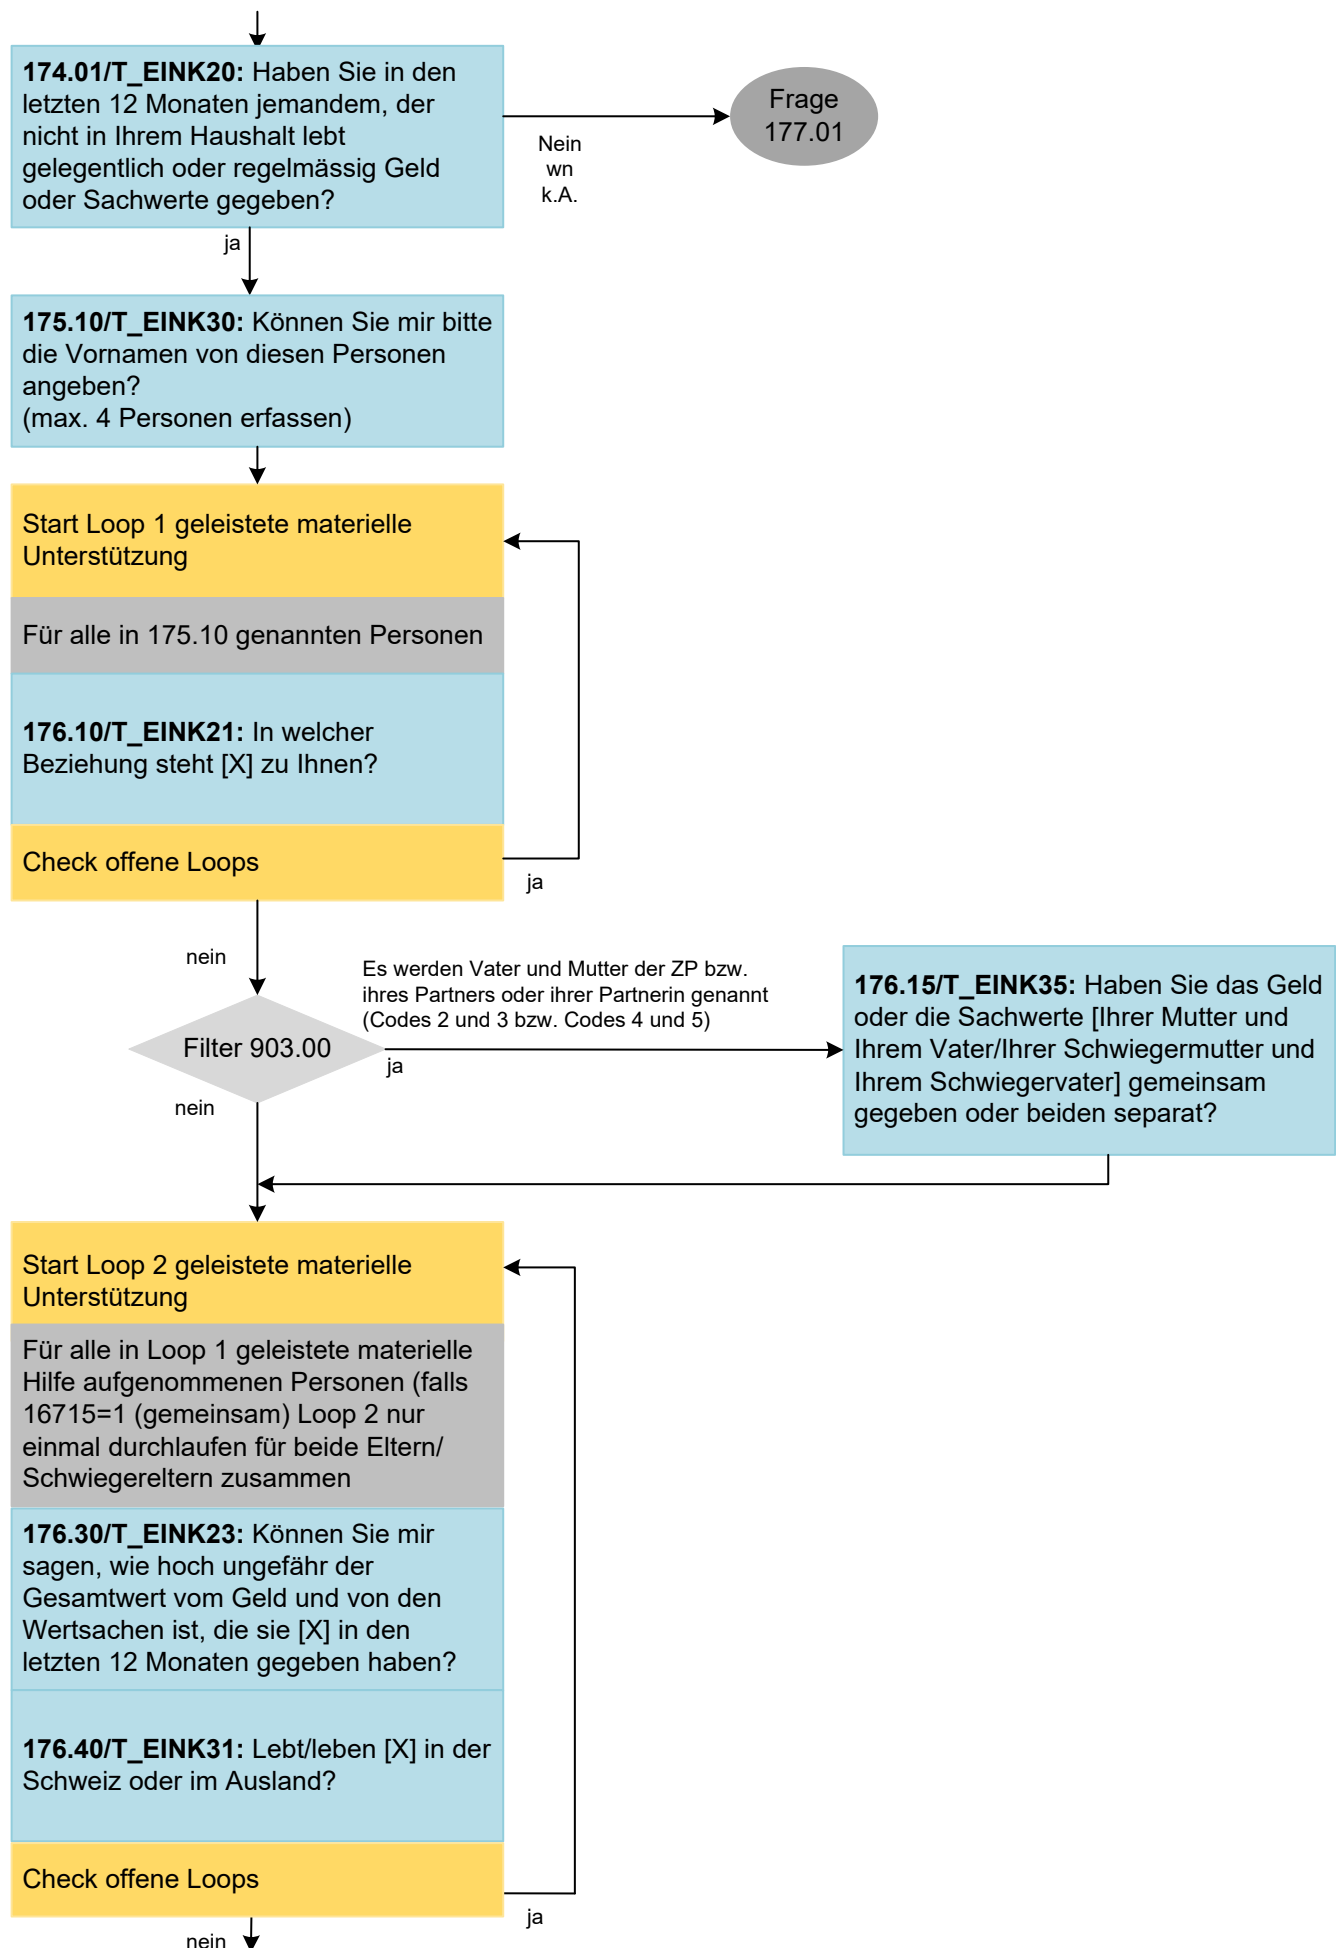 174.01/T_EINK20: Haben Sie in den
letzten 12 Monaten jemandem, der
nicht in Ihrem Haushalt lebt
gelegentlich oder regelmässig Geld
oder Sachwerte gegeben?
Nein
wn
k.A.
Frage
177.01
ja
175.10/T_EINK30: Können Sie mir bitte
die Vornamen von diesen Personen
angeben?
(max. 4 Personen erfassen)
Start Loop 1 geleistete materielle
Unterstützung
Für alle in 175.10 genannten Personen
176.10/T_EINK21: In welcher
Beziehung steht [X] zu Ihnen?
Check offene Loops
ja
nein
Filter 903.00
Es werden Vater und Mutter der ZP bzw.
ihres Partners oder ihrer Partnerin genannt
(Codes 2 und 3 bzw. Codes 4 und 5)
ja
176.15/T_EINK35: Haben Sie das Geld
oder die Sachwerte [Ihrer Mutter und
Ihrem Vater/Ihrer Schwiegermutter und
Ihrem Schwiegervater] gemeinsam
gegeben oder beiden separat?
nein
Start Loop 2 geleistete materielle
Unterstützung
Für alle in Loop 1 geleistete materielle
Hilfe aufgenommenen Personen (falls
16715=1 (gemeinsam) Loop 2 nur
einmal durchlaufen für beide Eltern/
Schwiegereltern zusammen
176.30/T_EINK23: Können Sie mir
sagen, wie hoch ungefähr der
Gesamtwert vom Geld und von den
Wertsachen ist, die sie [X] in den
letzten 12 Monaten gegeben haben?
176.40/T_EINK31: Lebt/leben [X] in der
Schweiz oder im Ausland?
Check offene Loops
ja
nein